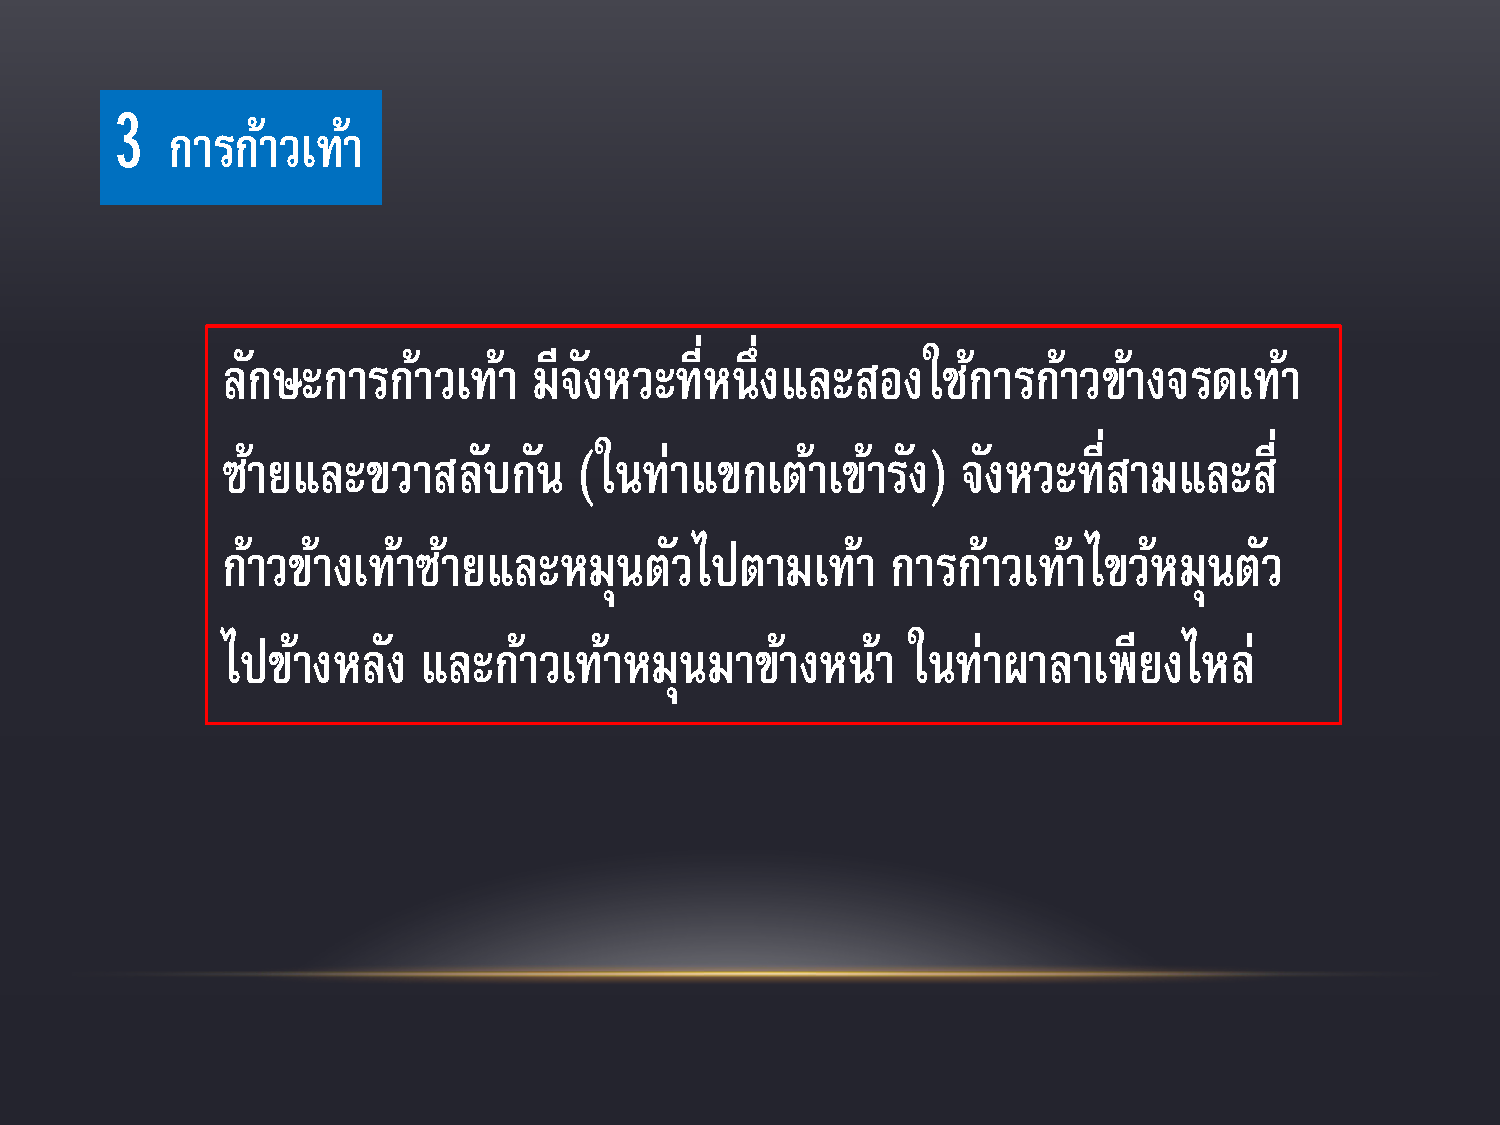 3 การก้าวเท้า
ลักษะการก้าวเท้า มีจังหวะที่หนึ่งและสองใช้การก้าวข้างจรดเท้า
ซ้ายและขวาสลับกัน (ในท่าแขกเต้าเข้ารัง) จังหวะที่สามและสี่
ก้าวข้างเท้าซ้ายและหมุนตัวไปตามเท้า การก้าวเท้าไขว้หมุนตัว
ไปข้างหลัง และก้าวเท้าหมุนมาข้างหน้า ในท่าผาลาเพียงไหล่